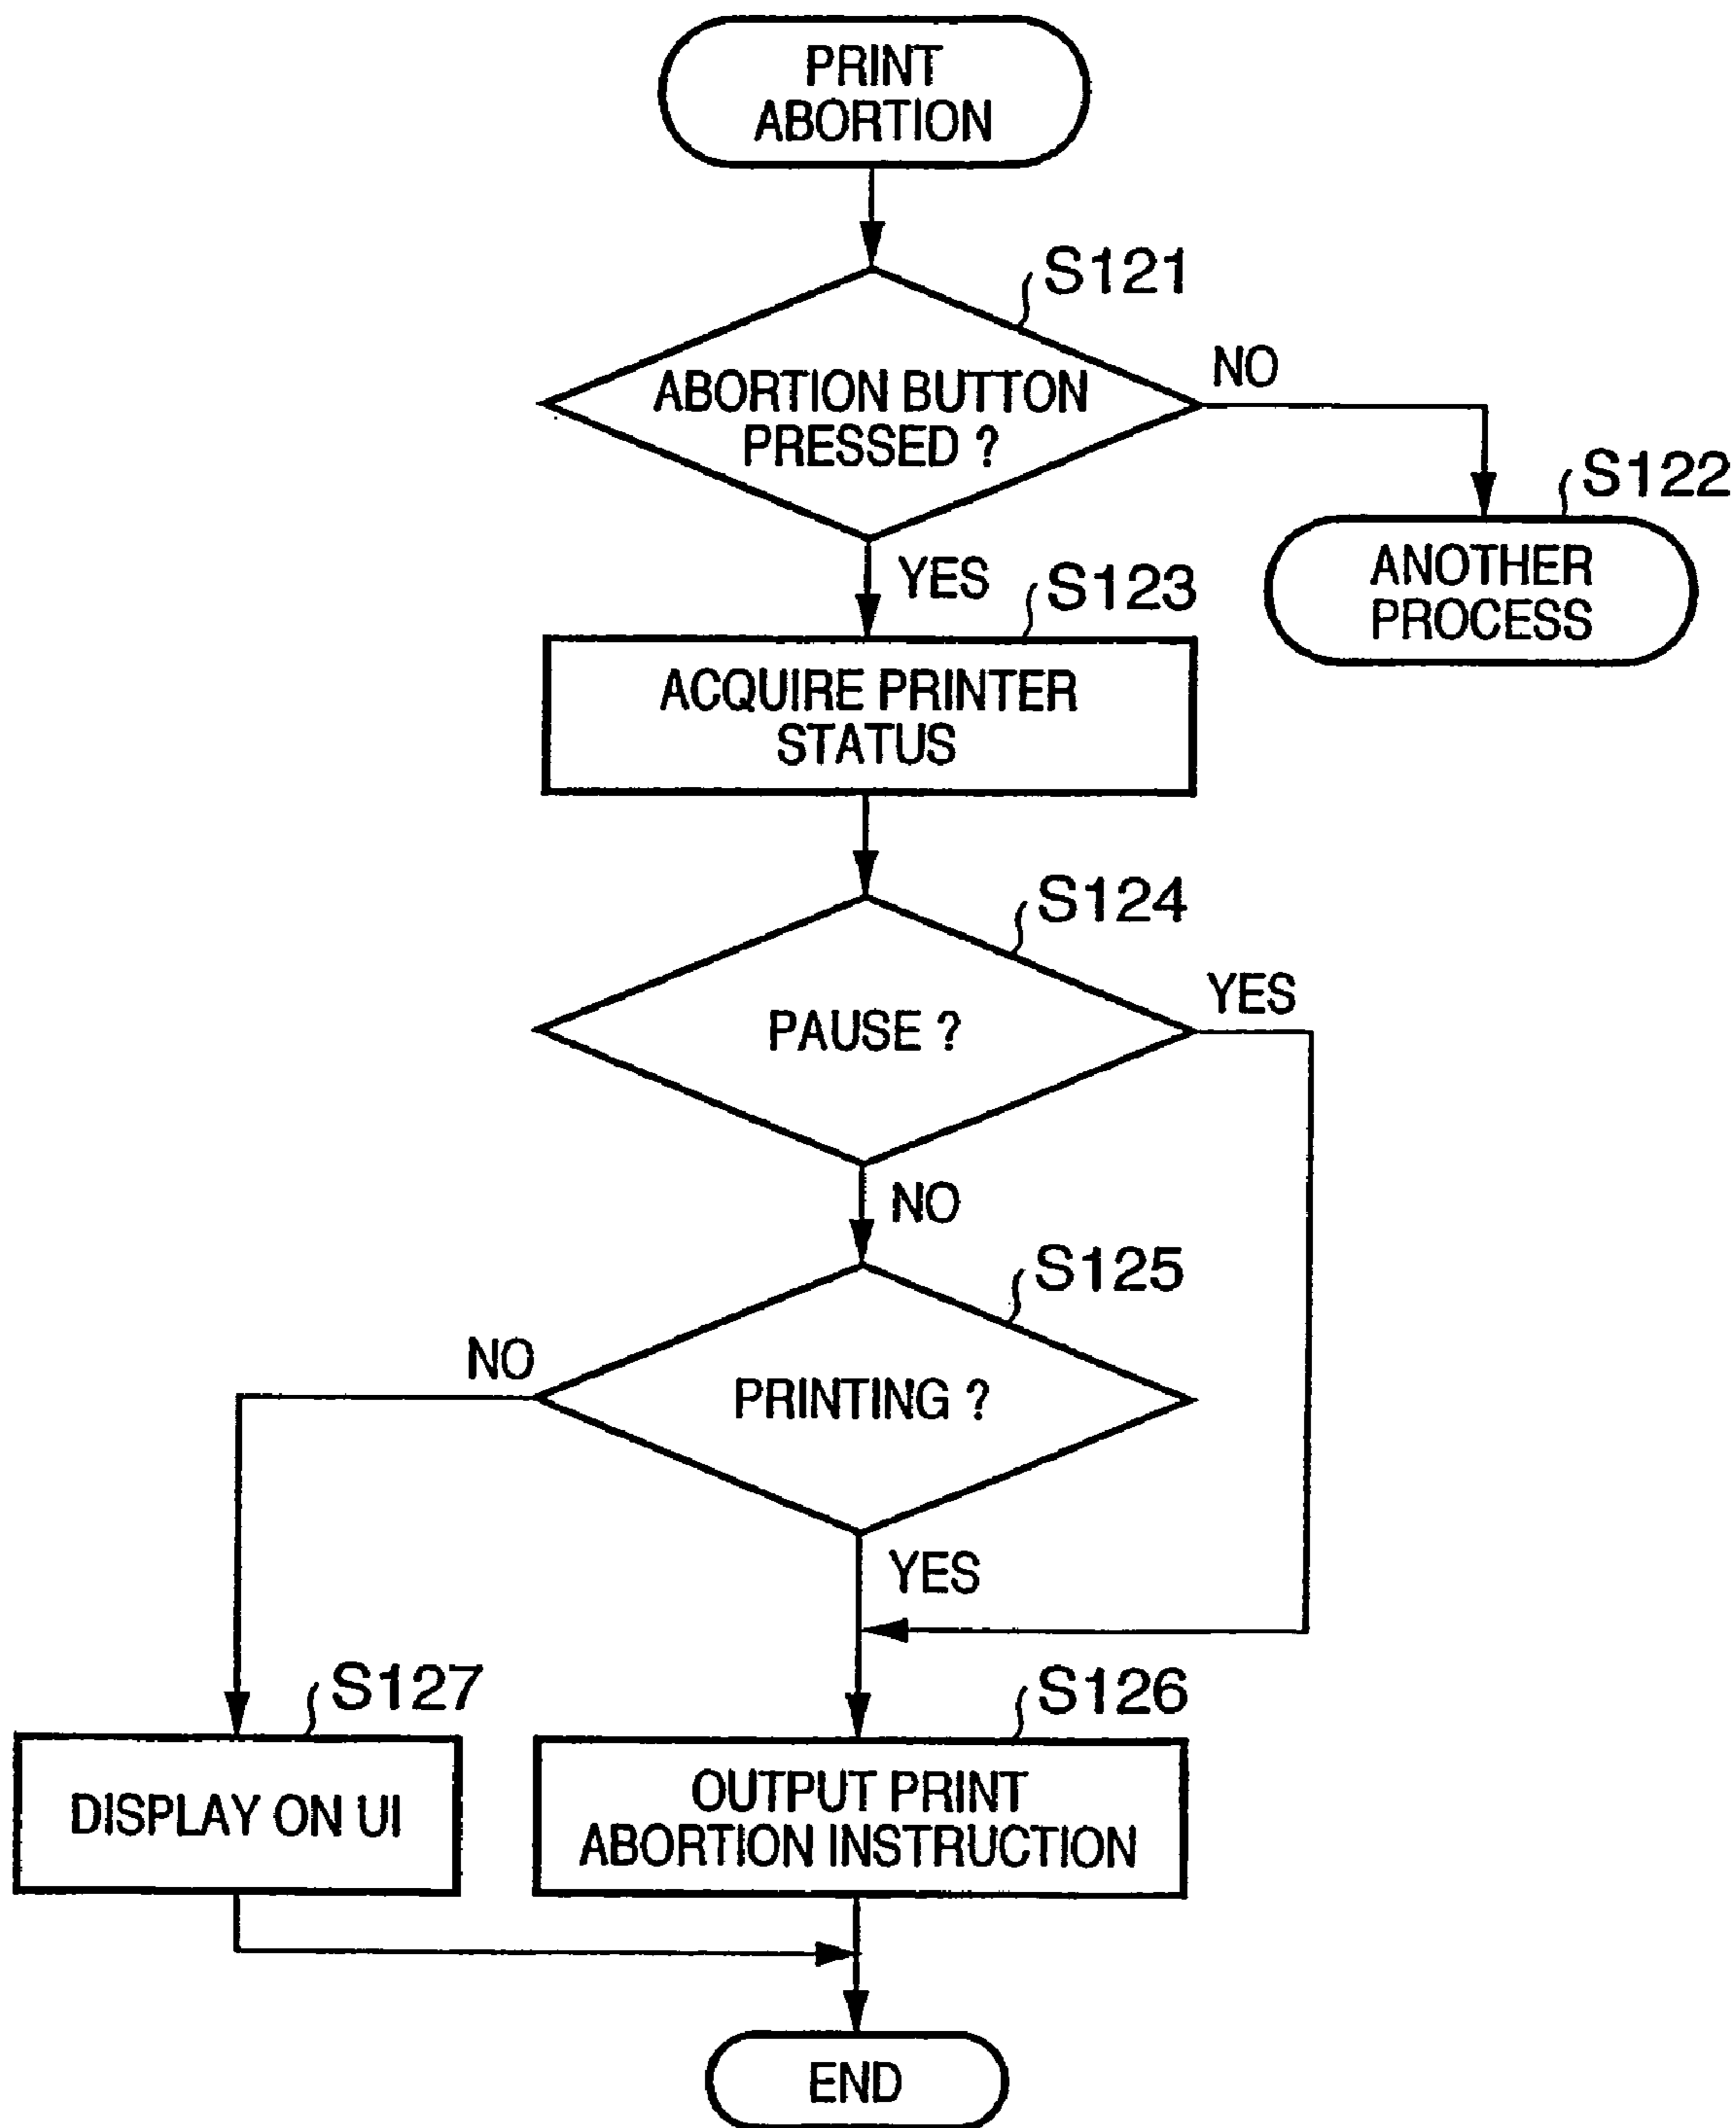 PRINT
ABORTION
S121
ABORTION BUTTON
PRESSED ?
NO
S122
ANOTHER
PROCESS
YES
S123
ACQUIRE PRINTER
STATUS
S124
PAUSE ?
YES
NO
S125
PRINTING ?
NO
YES
S127
DISPLAY ON UI
S126
OUTPUT PRINT
ABORTION INSTRUCTION
END